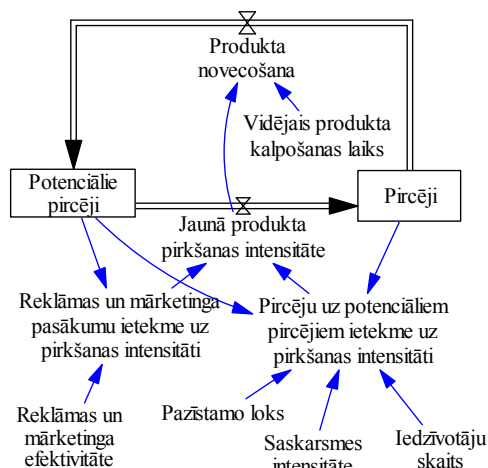 Produkta
novecošana
Vidējais produkta
kalpošanas laiks
Potenciālie
pircēji
Pircēji
Jaunā produkta
pirkšanas intensitāte
Reklāmas un mārketinga
pasākumu ietekme uz
pirkšanas intensitāti
Pircēju uz potenciāliem
pircējiem ietekme uz
pirkšanas intensitāti
Reklāmas un
mārketinga
efektivitāte
Pazīstamo loks
Saskarsmes
intensitāte
Iedzīvotāju
skaits